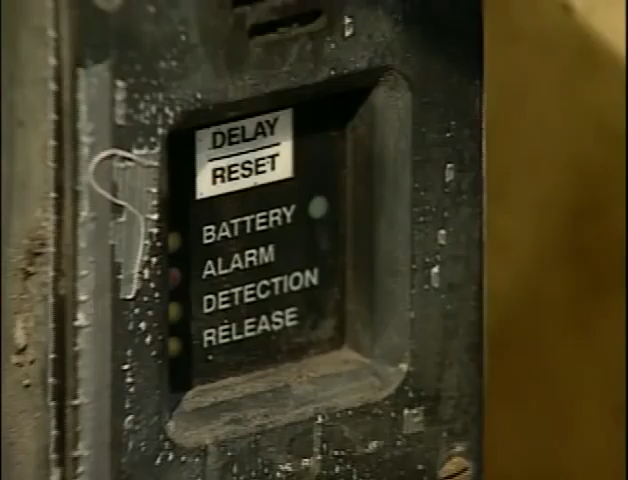 DELAY
RESET
BATTERY
ALARM
DETECTION
RELEASE